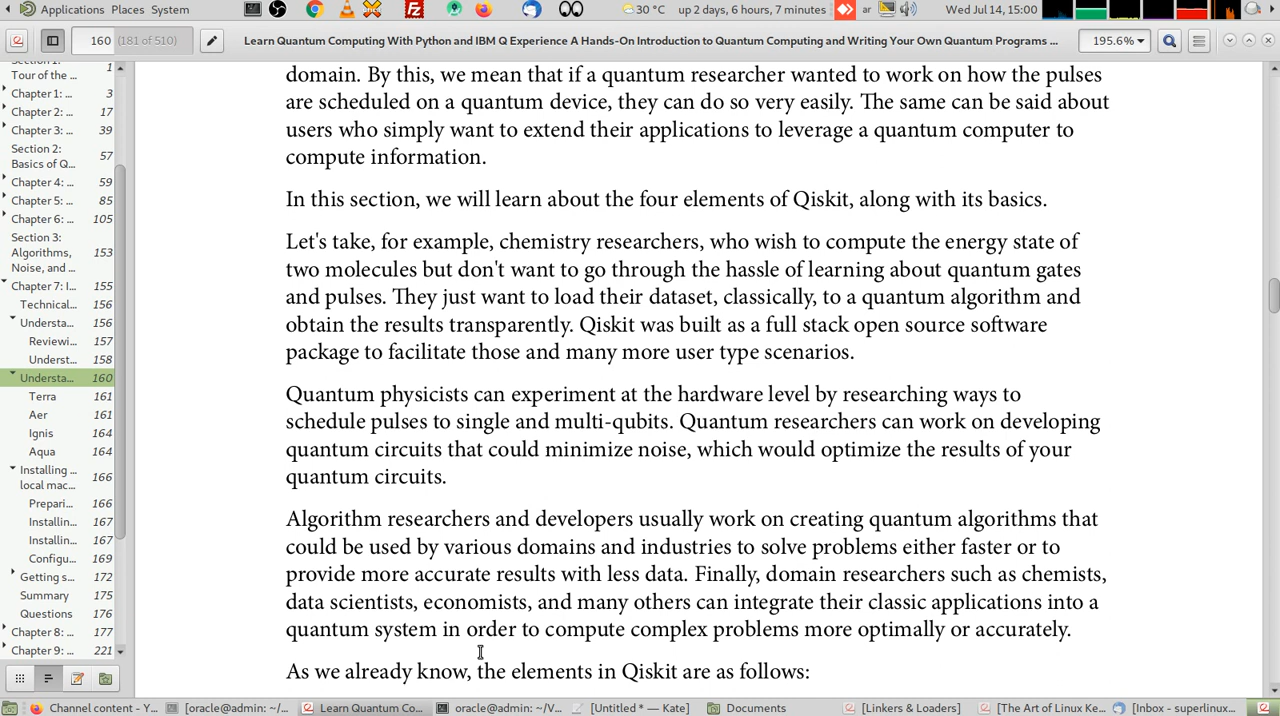 Applications Places System 30 °C up 2 days, 6 hours, 7 minutes ar Wed Jul 14, 15:00
160 (181 of 510) Learn Quantum Computing With Python and IBM Q Experience A Hands-On Introduction to Quantum Computing and Writing Your Own Quantum Programs ... 195.6%
Section 1:
Tour of the ... 1
Chapter 1: ... 3
Chapter 2: ... 17
Chapter 3: ... 39
Section 2:
Basics of Q... 57
Chapter 4: ... 59
Chapter 5: ... 85
Chapter 6: ... 105
Section 3:
Algorithms, 153
Noise, and ...
Chapter 7: I... 155
Technical... 156
Understa... 156
Reviewi... 157
Underst... 158
Understa... 160
Terra 161
Aer 161
Ignis 164
Aqua 164
Installing ... 166
local mac...
Prepari... 166
Installin... 167
Installin... 167
Configu... 169
Getting s... 172
Summary 175
Questions 176
Chapter 8: ... 177
Chapter 9: ... 221
domain. By this, we mean that if a quantum researcher wanted to work on how the pulses
are scheduled on a quantum device, they can do so very easily. The same can be said about
users who simply want to extend their applications to leverage a quantum computer to
compute information.
In this section, we will learn about the four elements of Qiskit, along with its basics.
Let's take, for example, chemistry researchers, who wish to compute the energy state of
two molecules but don't want to go through the hassle of learning about quantum gates
and pulses. They just want to load their dataset, classically, to a quantum algorithm and
obtain the results transparently. Qiskit was built as a full stack open source software
package to facilitate those and many more user type scenarios.
Quantum physicists can experiment at the hardware level by researching ways to
schedule pulses to single and multi-qubits. Quantum researchers can work on developing
quantum circuits that could minimize noise, which would optimize the results of your
quantum circuits.
Algorithm researchers and developers usually work on creating quantum algorithms that
could be used by various domains and industries to solve problems either faster or to
provide more accurate results with less data. Finally, domain researchers such as chemists,
data scientists, economists, and many others can integrate their classic applications into a
quantum system in order to compute complex problems more optimally or accurately.
As we already know, the elements in Qiskit are as follows:
Channel content - Y... [oracle@admin: ~/... Learn Quantum Co... oracle@admin: ~/V... [Untitled * — Kate] Documents [Linkers & Loaders] [The Art of Linux Ke... [Inbox - superlinux...